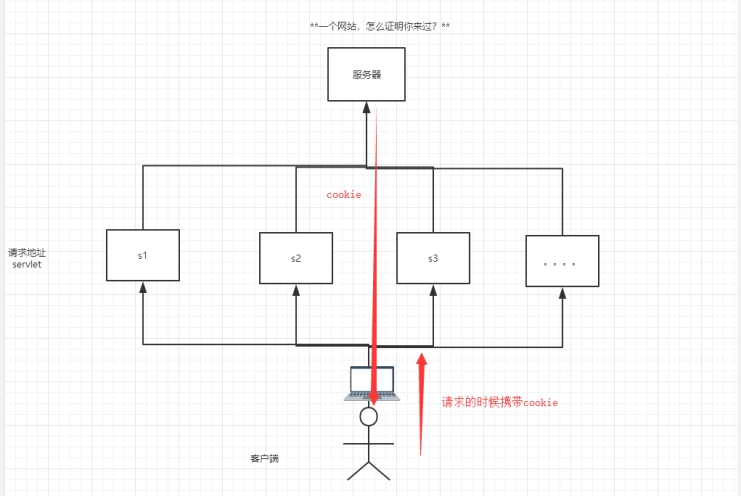 **一个网站，怎么证明你来过？**
服务器
cookie
请求地址
servlet
s1
s2
s3
。。。。
请求的时候携带cookie
客户端